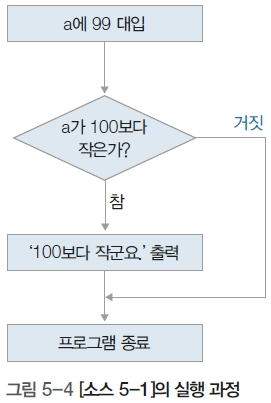 a에 99 대입
a가 100보다
작은가?
거짓
참
‘100보다 작군요.’ 출력
프로그램 종료
그림 5-4 [소스 5-1]의 실행 과정